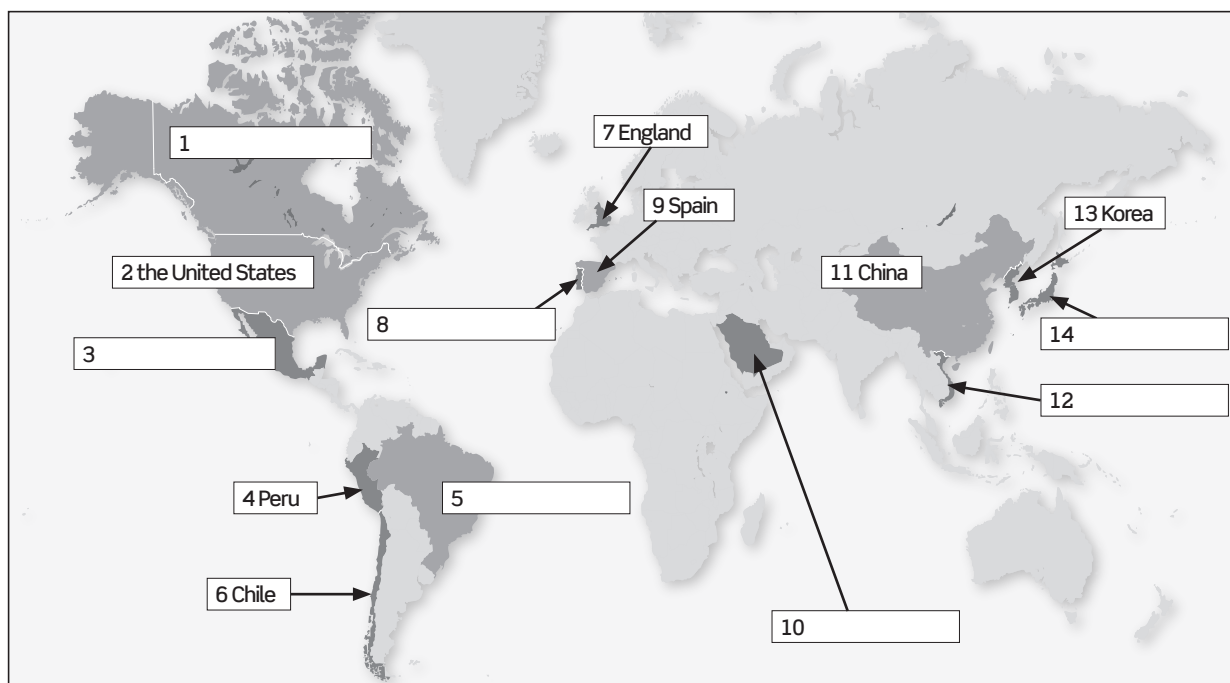 1
7 England
9 Spain
13 Korea
2 the United States
11 China
8
14
3
12
4 Peru
5
6 Chile
10